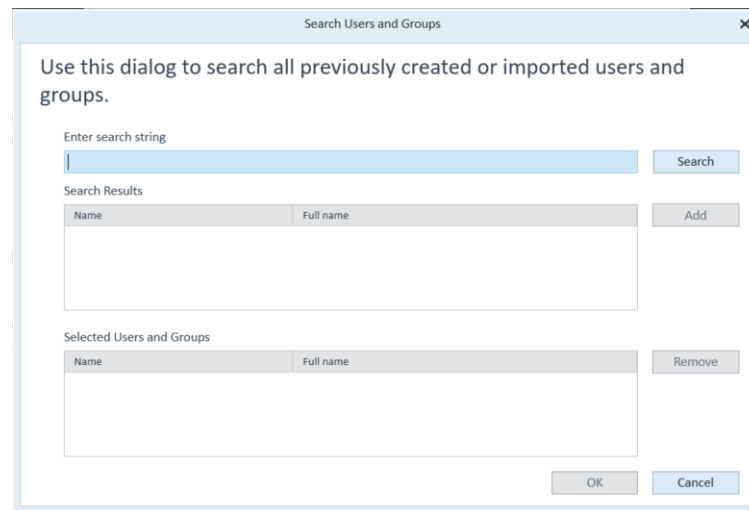 Search Users and Groups
Use this dialog to search all previously created or imported users and
groups.
Enter search string
Search
Search Results
Name Full name
Add
Selected Users and Groups
Name Full name
Remove
OK Cancel